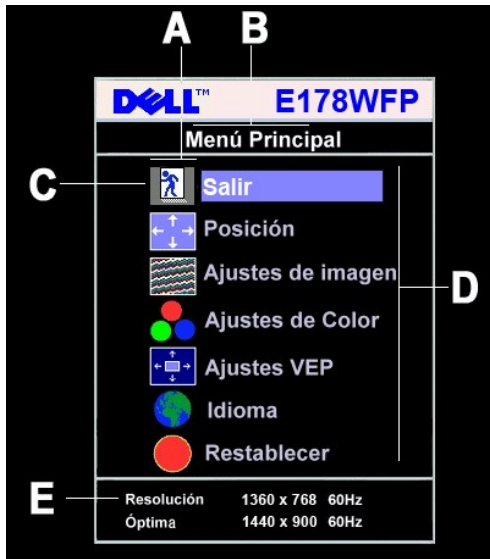 A B
DELL™ E178WFP
Menú Principal
C
Salir
Posición
Ajustes de imagen
D
Ajustes de Color
Ajustes VEP
Idioma
Restablecer
E
Resolución 1360 x 768 60Hz
Óptima 1440 x 900 60Hz